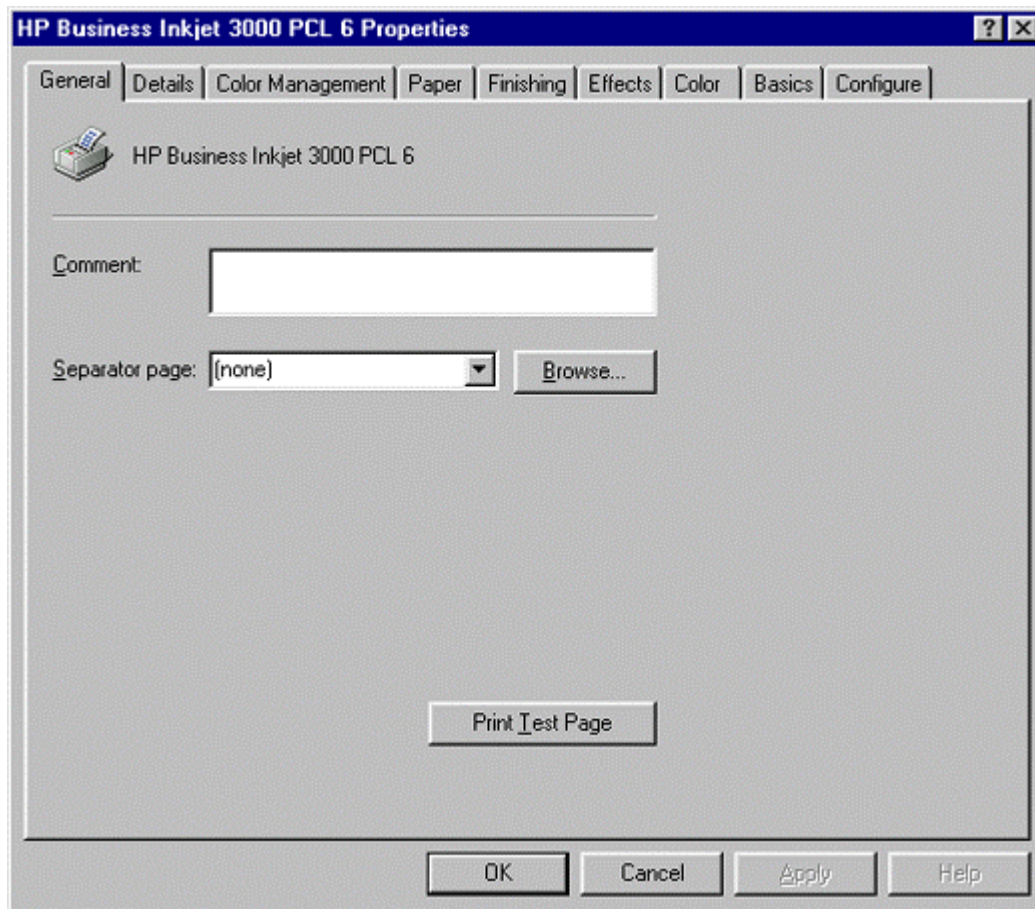 HP Business Inkjet 3000 PCL 6 Properties
General Details Color Management Paper Finishing Effects Color Basics Configure
HP Business Inkjet 3000 PCL 6
Comment:
Separator page: (none) Browse...
Print Test Page
OK Cancel Apply Help